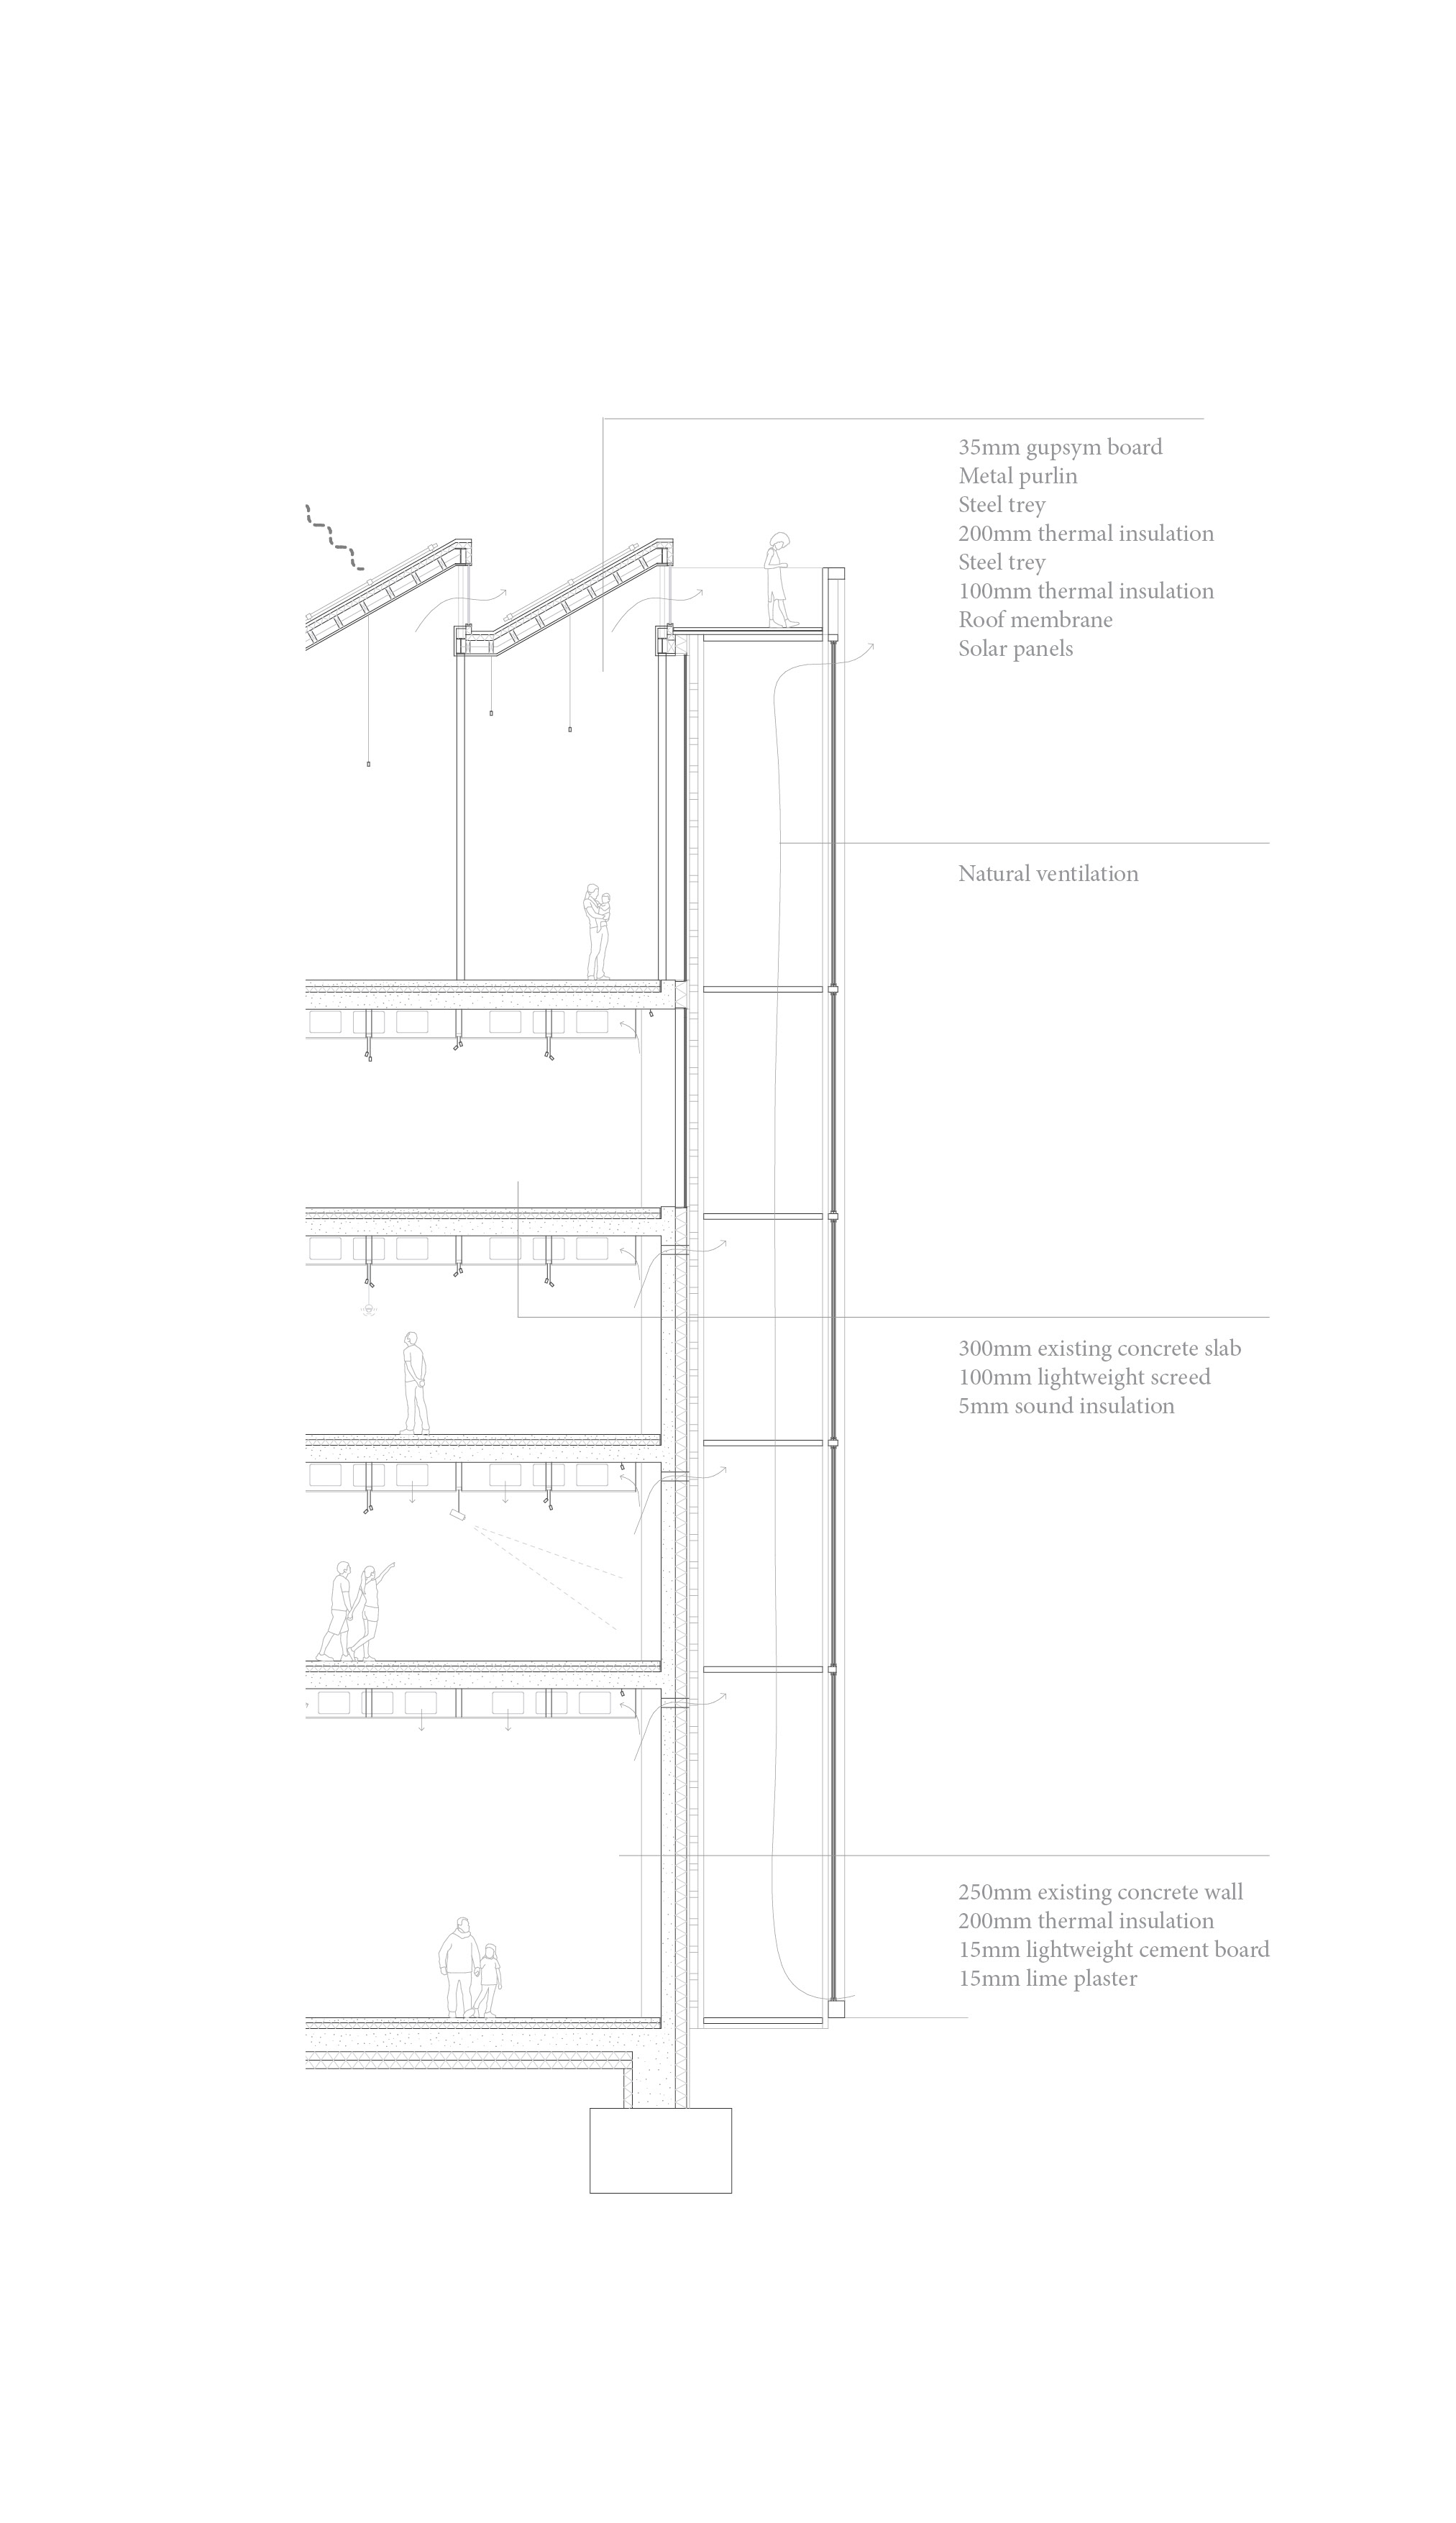 35mm gupsym board
Metal purlin
Steel trey
200mm thermal insulation
Steel trey
100mm thermal insulation
Roof membrane
Solar panels
Natural ventilation
300mm existing concrete slab
100mm lightweight screed
5mm sound insulation
250mm existing concrete wall
200mm thermal insulation
15mm lightweight cement board
15mm lime plaster